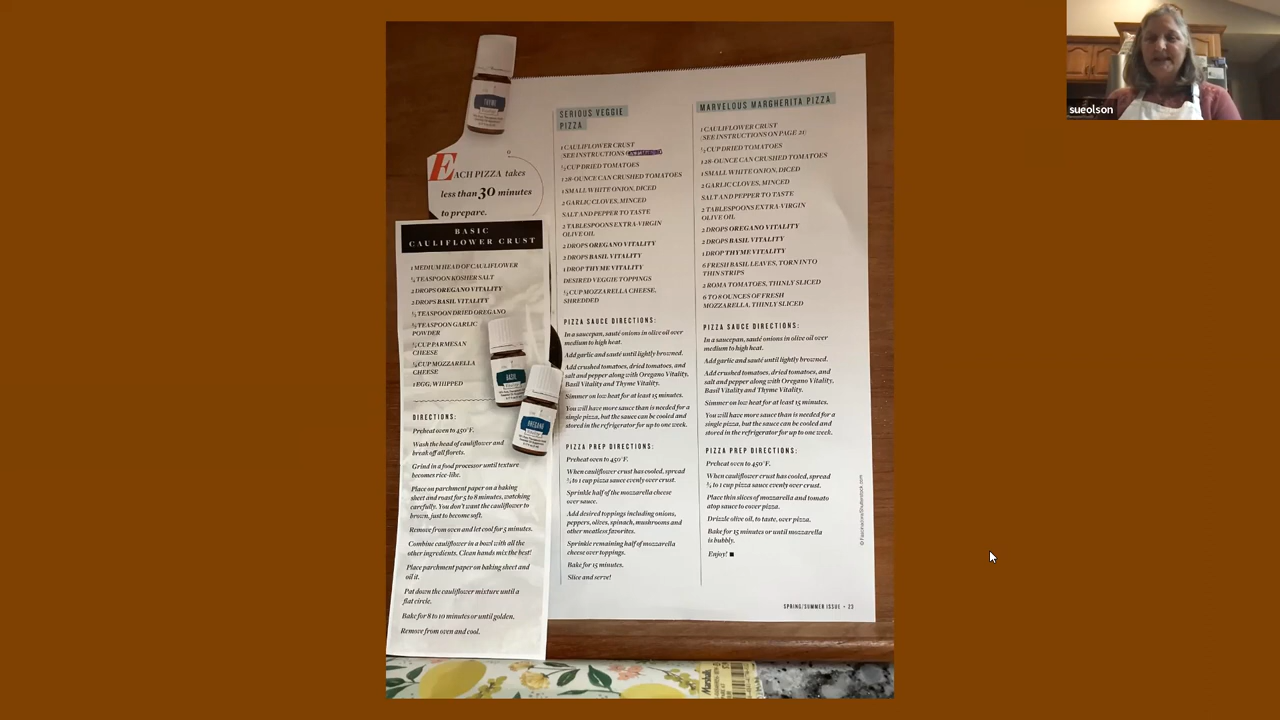 THYME
EACH PIZZA takes
less than 30 minutes
to prepare.
BASIC
CAULIFLOWER CRUST
1 MEDIUM HEAD OF CAULIFLOWER
TEASPOON KOSHER SALT
2 DROPS OREGANO VITALITY
2 DROPS BASIL VITALITY
TEASPOON DRIED OREGANO
TEASPOON GARLIC
POWDER
CUP PARMESAN
CHEESE
CUP MOZZARELLA
CHEESE
1 EGG, WHIPPED
BASIL
OREGANO
DIRECTIONS:
Preheat oven to 450°F.
Wash the head of cauliflower and
break off all florets.
Grind in a food processor until texture
becomes rice-like.
Place on parchment paper on a baking
sheet and roast for 5 to 8 minutes, watching
carefully. You don't want the cauliflower to
brown, just to become soft.
Remove from oven and let cool for 5 minutes.
Combine cauliflower in a bowl with all the
other ingredients. Clean hands mix the best!
Place parchment paper on baking sheet and
oil it.
Pat down the cauliflower mixture until a
flat circle.
Bake for 8 to 10 minutes or until golden.
Remove from oven and cool.
SERIOUS VEGGIE
PIZZA
1 CAULIFLOWER CRUST
(SEE INSTRUCTIONS
CUP DRIED TOMATOES
1 28-OUNCE CAN CRUSHED TOMATOES
1 SMALL WHITE ONION, DICED
2 GARLIC CLOVES, MINCED
SALT AND PEPPER TO TASTE
2 TABLESPOONS EXTRA-VIRGIN
OLIVE OIL
2 DROPS OREGANO VITALITY
2 DROPS BASIL VITALITY
1 DROP THYME VITALITY
DESIRED VEGGIE TOPPINGS
CUP MOZZARELLA CHEESE,
SHREDDED
PIZZA SAUCE DIRECTIONS:
In a saucepan, sauté onions in olive oil over
medium to high heat.
Add garlic and sauté until lightly browned.
Add crushed tomatoes, dried tomatoes, and
salt and pepper along with Oregano Vitality,
Basil Vitality and Thyme Vitality.
Simmer on low heat for at least 15 minutes.
You will have more sauce than is needed for a
single pizza, but the sauce can be cooled and
stored in the refrigerator for up to one week.
PIZZA PREP DIRECTIONS:
Preheat oven to 450°F.
When cauliflower crust has cooled, spread
to 1 cup pizza sauce evenly over crust.
Sprinkle half of the mozzarella cheese
over sauce.
Add desired toppings including onions,
peppers, olives, spinach, mushrooms and
other meatless favorites.
Sprinkle remaining half of mozzarella
cheese over toppings.
Bake for 15 minutes.
Slice and serve!
MARVELOUS MARGHERITA PIZZA
1 CAULIFLOWER CRUST
(SEE INSTRUCTIONS ON PAGE 21)
CUP DRIED TOMATOES
1 28-OUNCE CAN CRUSHED TOMATOES
1 SMALL WHITE ONION, DICED
2 GARLIC CLOVES, MINCED
SALT AND PEPPER TO TASTE
2 TABLESPOONS EXTRA-VIRGIN
OLIVE OIL
2 DROPS OREGANO VITALITY
2 DROPS BASIL VITALITY
1 DROP THYME VITALITY
6 FRESH BASIL LEAVES, TORN INTO
THIN STRIPS
2 ROMA TOMATOES, THINLY SLICED
6 TO 8 OUNCES OF FRESH
MOZZARELLA, THINLY SLICED
PIZZA SAUCE DIRECTIONS:
In a saucepan, sauté onions in olive oil over
medium to high heat.
Add garlic and sauté until lightly browned.
Add crushed tomatoes, dried tomatoes, and
salt and pepper along with Oregano Vitality,
Basil Vitality and Thyme Vitality.
Simmer on low heat for at least 15 minutes.
You will have more sauce than is needed for a
single pizza, but the sauce can be cooled and
stored in the refrigerator for up to one week.
PIZZA PREP DIRECTIONS:
Preheat oven to 450°F.
When cauliflower crust has cooled, spread
to 1 cup pizza sauce evenly over crust.
Place thin slices of mozzarella and tomato
atop sauce to cover pizza.
Drizzle olive oil, to taste, over pizza.
Bake for 15 minutes or until mozzarella
is bubbly.
Enjoy! ■
SPRING/SUMMER ISSUE • 23
Marshalls
sueolson